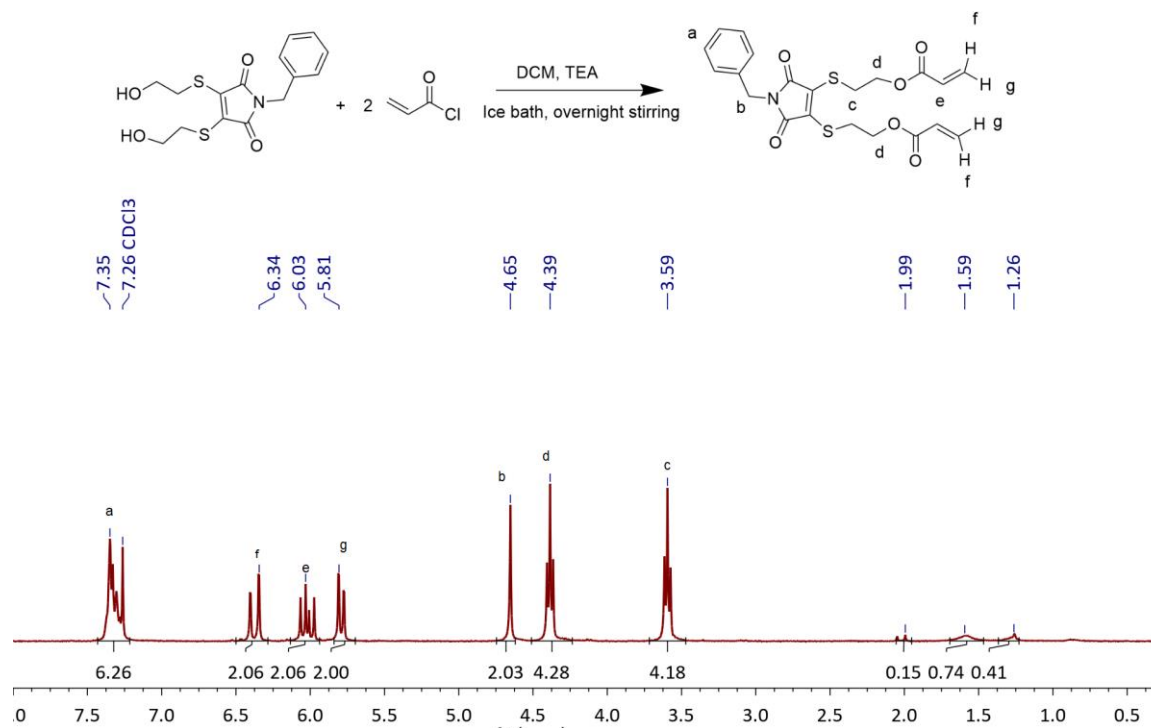 f
H
a
O
d
O
O
S
O
H
g
e
HO
S
O
N
+ 2
O
Cl
DCM, TEA
Ice bath, overnight stirring
b
N
c
S
HO
S
O
O
S
O
H
g
d
O
H
f
7.35
7.26 CDCl3
6.34
6.03
5.81
4.65
4.39
3.59
1.99
1.59
1.26
a
f
e
g
b
d
c
6.26
2.06
2.06
2.00
2.03
4.28
4.18
0.15
0.74
0.41
.0 7.5 7.0 6.5 6.0 5.5 5.0 4.5 4.0 3.5 3.0 2.5 2.0 1.5 1.0 0.5